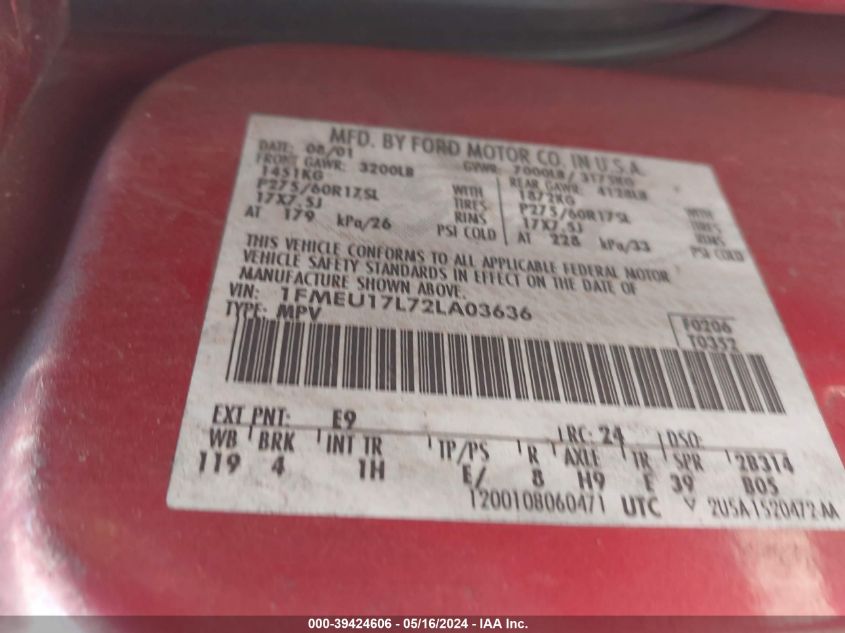 MFD. BY FORD MOTOR CO. IN U.S.A.
DATE: 08/01 GVWR: 7000LB / 3175KG
FRONT GAWR: 3200LB REAR GAWR: 4128LB
1451KG 1872KG
P275/60R17SL WITH TIRES P275/60R17SL WITH TIRES
17X7.5J RIMS 17X7.5J RIMS
AT 179 kPa/26 PSI COLD AT 228 kPa/33 PSI COLD
THIS VEHICLE CONFORMS TO ALL APPLICABLE FEDERAL MOTOR
VEHICLE SAFETY STANDARDS IN EFFECT ON THE DATE OF
MANUFACTURE SHOWN ABOVE.
VIN: 1FMEU17L72LA03636
TYPE: MPV
F0206
T0352
EXT PNT: E9 RC: 24 DSO:
WB BRK INT TR TP/PS R AXLE TR SPR 2B314
119 4 1H E/ 8 H9 E 39 B05
1200108060471 UTC V 2U5A1520472AA
000-39424606 - 05/16/2024 - IAA Inc.